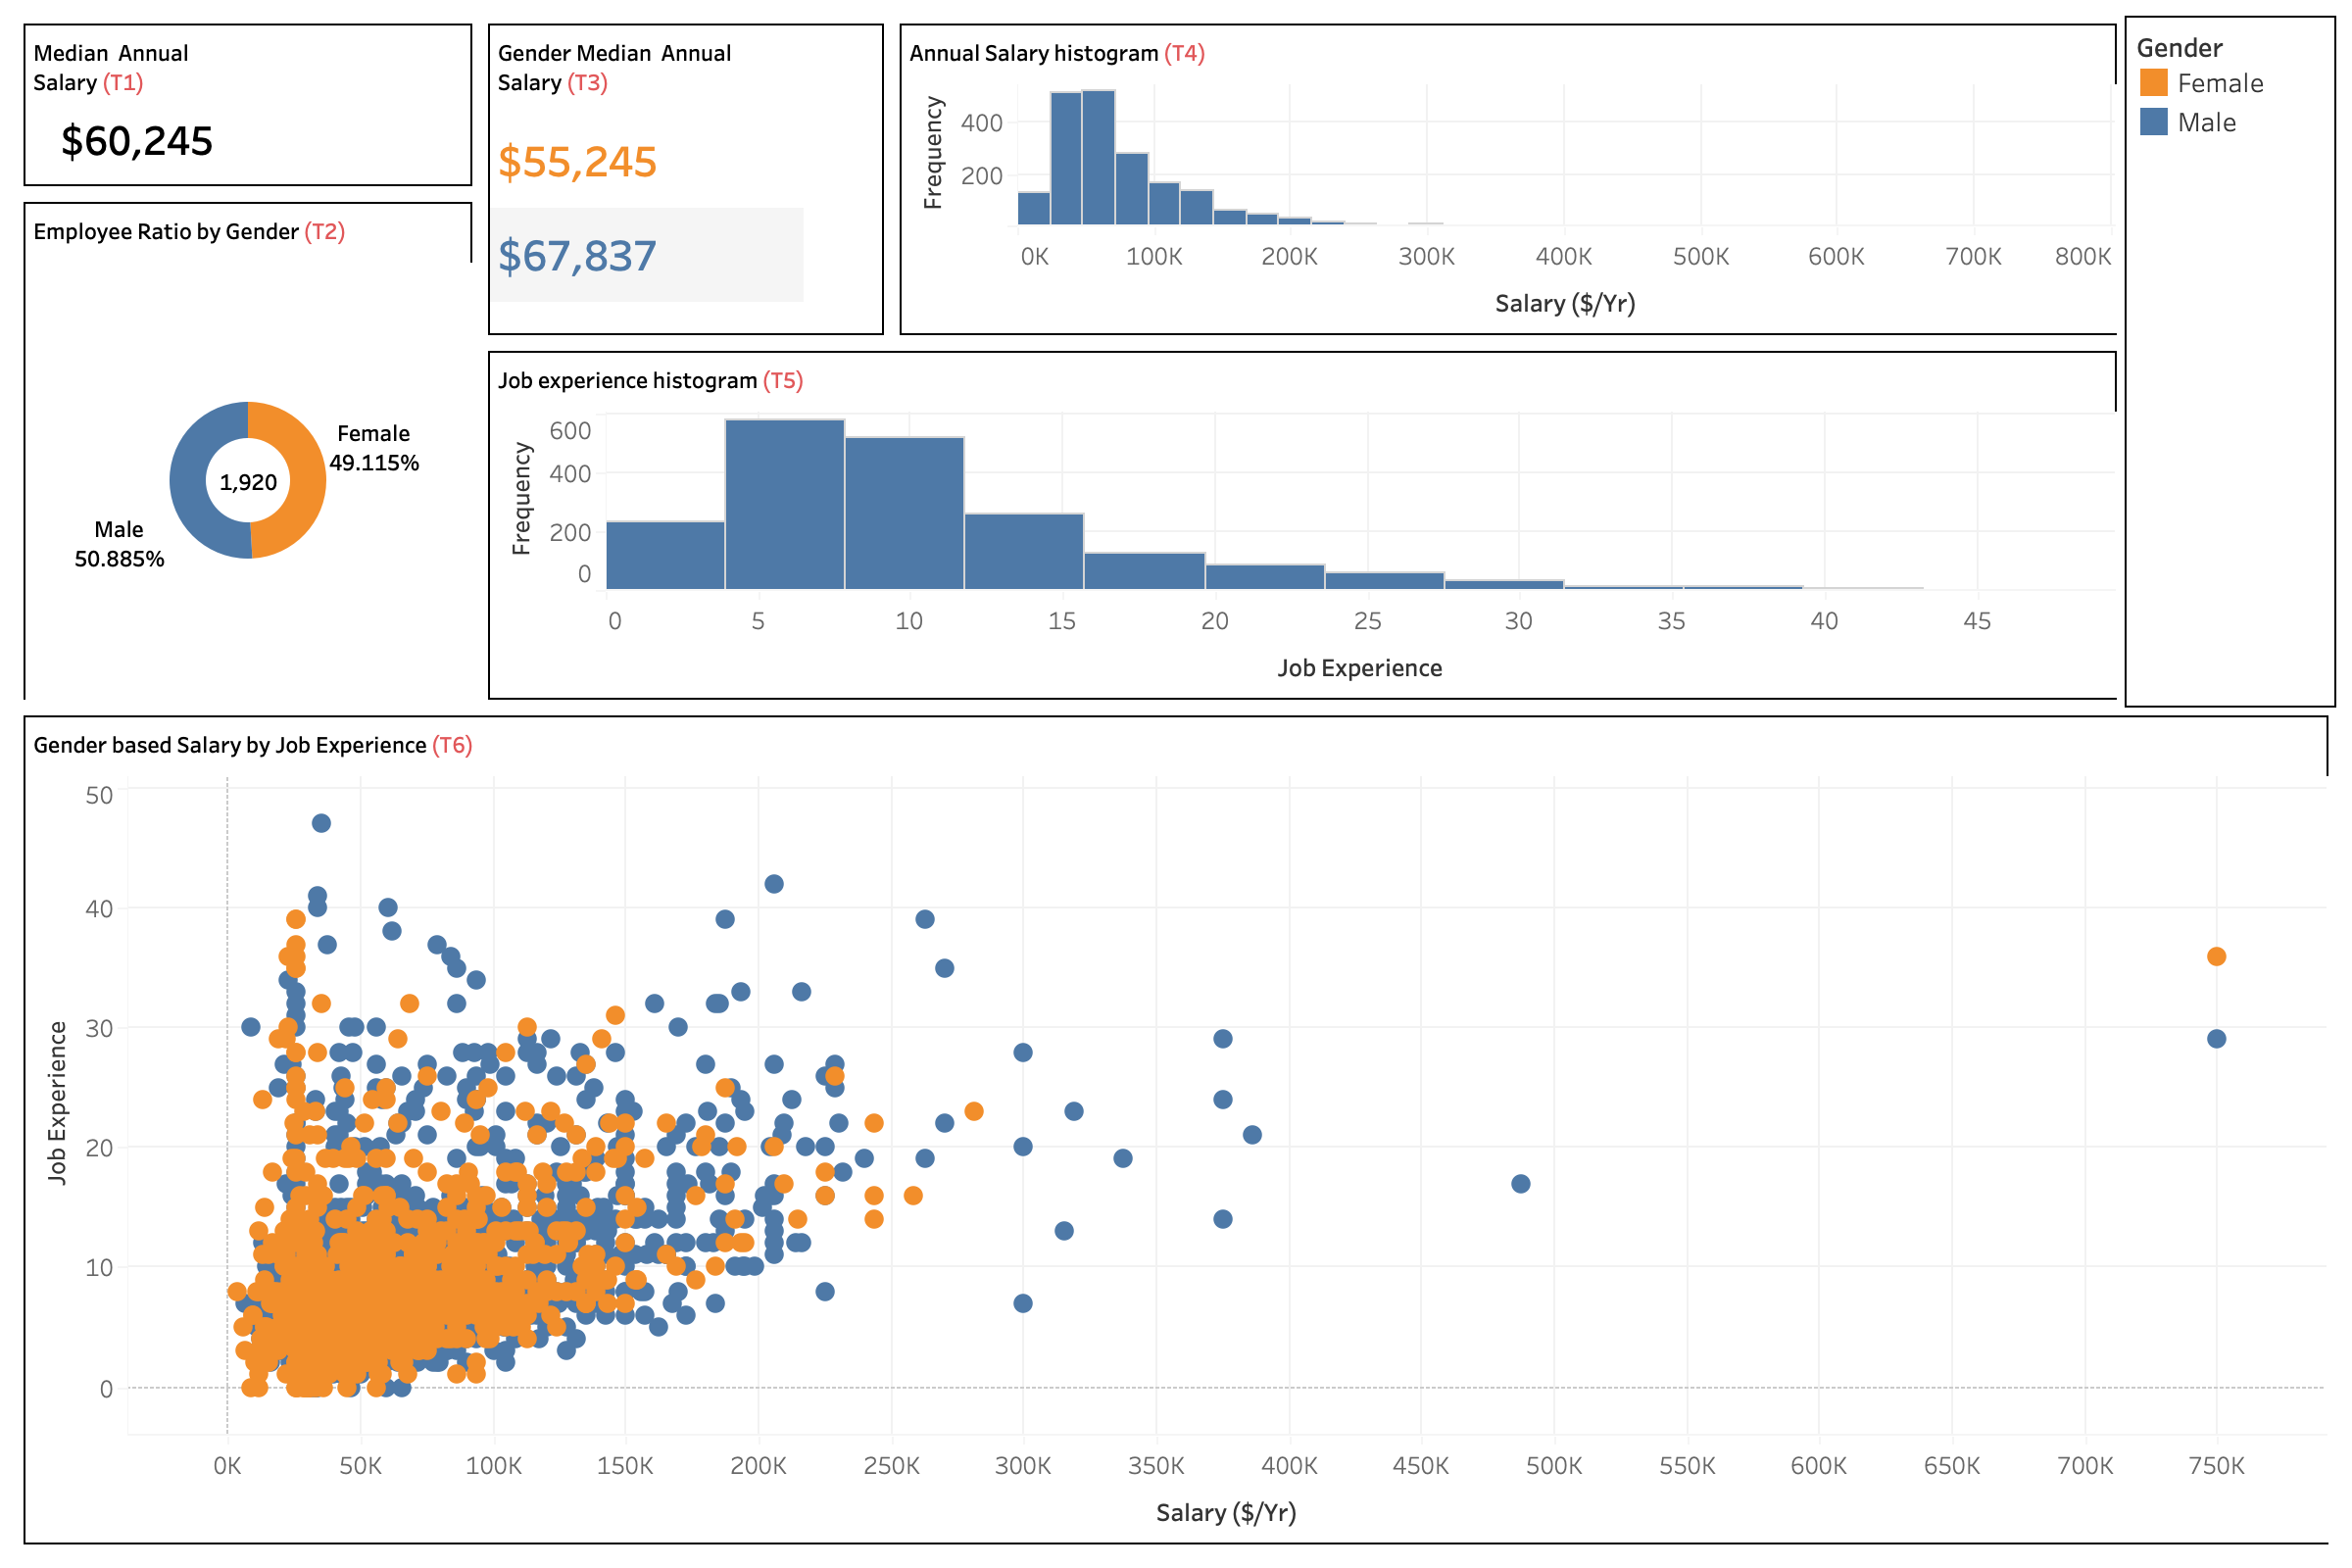 Median  Annual
Salary (T1)
$60,245
Employee Ratio by Gender (T2)
Female
49.115%
1,920
Male
50.885%
Gender Median  Annual
Salary (T3)
$55,245
$67,837
Annual Salary histogram (T4)
Frequency
400
200
0K 100K 200K 300K 400K 500K 600K 700K 800K
Salary ($/Yr)
Gender
Female
Male
Job experience histogram (T5)
Frequency
600
400
200
0
0 5 10 15 20 25 30 35 40 45
Job Experience
Gender based Salary by Job Experience (T6)
Job Experience
50
40
30
20
10
0
0K 50K 100K 150K 200K 250K 300K 350K 400K 450K 500K 550K 600K 650K 700K 750K
Salary ($/Yr)